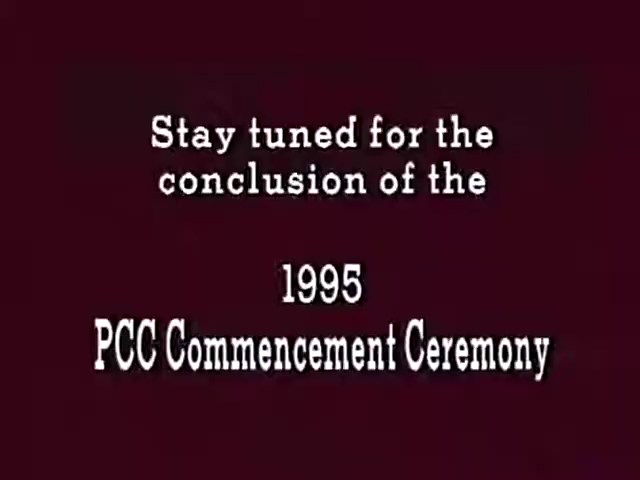 Stay tuned for the
conclusion of the
1995
PCC Commencement Ceremony